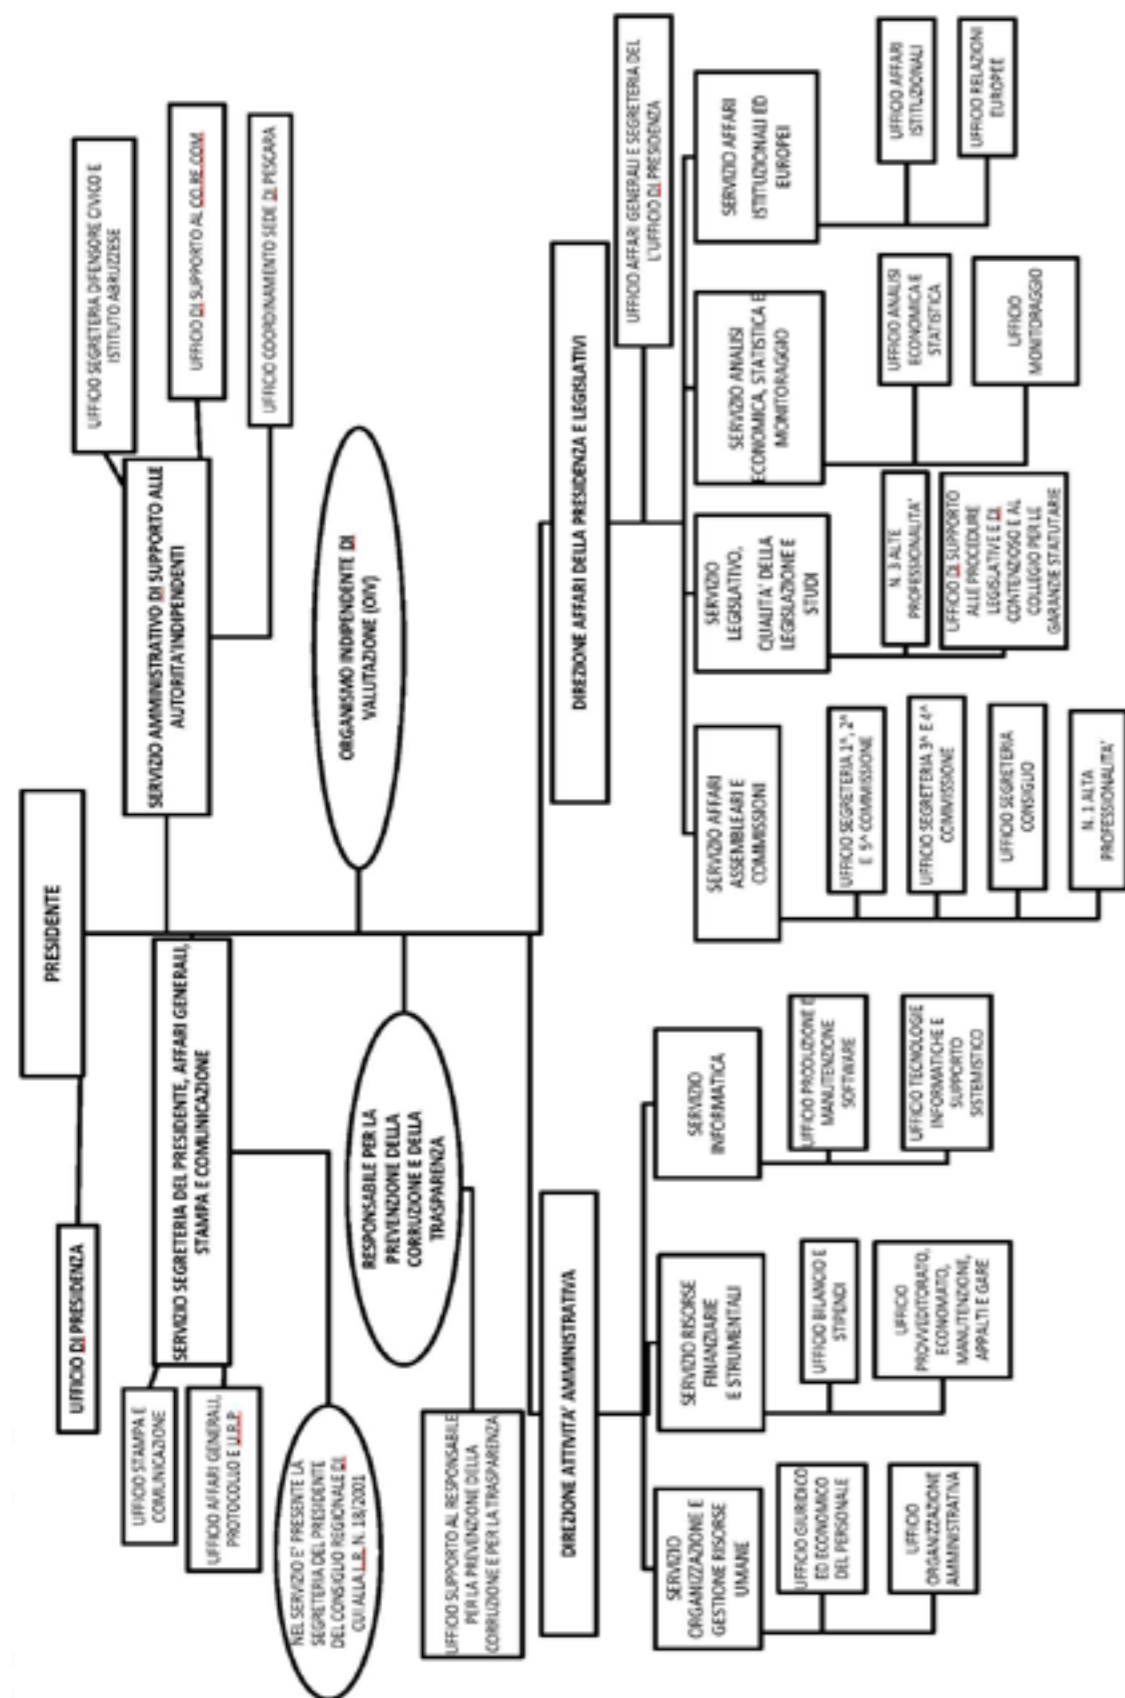 PRESIDENTE
UFFICIO DI PRESIDENZA
UFFICIO SEGRETERIA DIFENSORE CIVICO E
ISTITUTO ABRUZZESE
UFFICIO DI SUPPORTO AL CO.RE.COM
UFFICIO COORDINAMENTO SEDE DI PESCARA
SERVIZIO AMMINISTRATIVO DI SUPPORTO ALLE
AUTORITA'INDIPENDENTI
UFFICIO STAMPA E
COMUNICAZIONE
UFFICIO AFFARI GENERALI,
PROTOCOLLO E U.R.P.
SERVIZIO SEGRETERIA DEL PRESIDENTE, AFFARI GENERALI,
STAMPA E COMUNICAZIONE
NEL SERVIZIO E' PRESENTE LA
SEGRETERIA DEL PRESIDENTE
DEL CONSIGLIO REGIONALE DI
CUI ALLA L.R. N. 18/2001
ORGANISMO INDIPENDENTE DI
VALUTAZIONE (OIV)
RESPONSABILE PER LA
PREVENZIONE DELLA
CORRUZIONE E DELLA
TRASPARENZA
UFFICIO SUPPORTO AL RESPONSABILE
PER LA PREVENZIONE DELLA
CORRUZIONE E PER LA TRASPARENZA
DIREZIONE ATTIVITA' AMMINISTRATIVA
DIREZIONE AFFARI DELLA PRESIDENZA E LEGISLATIVI
UFFICIO AFFARI GENERALI E SEGRETERIA DEL
L'UFFICIO DI PRESIDENZA
SERVIZIO
ORGANIZZAZIONE E
GESTIONE RISORSE
UMANE
SERVIZIO RISORSE
FINANZIARIE
E STRUMENTALI
SERVIZIO
INFORMATICA
SERVIZIO AFFARI
ASSEMBLEARI E
COMMISSIONI
SERVIZIO
LEGISLATIVO,
QUALITA' DELLA
LEGISLAZIONE E
STUDI
SERVIZIO ANALISI
ECONOMICA, STATISTICA E
MONITORAGGIO
SERVIZIO AFFARI
ISTITUZIONALI ED
EUROPEI
UFFICIO GIURIDICO
ED ECONOMICO
DEL PERSONALE
UFFICIO
ORGANIZZAZIONE
AMMINISTRATIVA
UFFICIO BILANCIO E
STIPENDI
UFFICIO
PROVVEDITORATO,
ECONOMATO,
MANUTENZIONE,
APPALTI E GARE
UFFICIO PRODUZIONE E
MANUTENZIONE
SOFTWARE
UFFICIO TECNOLOGIE
INFORMATICHE E
SUPPORTO
SISTEMISTICO
UFFICIO SEGRETERIA 1^, 2^
E 5^ COMMISSIONE
UFFICIO SEGRETERIA 3^ E 4^
COMMISSIONE
UFFICIO SEGRETERIA
CONSIGLIO
N. 1 ALTA
PROFESSIONALITA'
N. 3 ALTE
PROFESSIONALITA'
UFFICIO DI SUPPORTO
ALLE PROCEDURE
LEGISLATIVE E DI
CONTENZIOSO E AL
COLLEGIO PER LE
GARANZIE STATUTARIE
UFFICIO ANALISI
ECONOMICA E
STATISTICA
UFFICIO
MONITORAGGIO
UFFICIO AFFARI
ISTITUZIONALI
UFFICIO RELAZIONI
EUROPEE